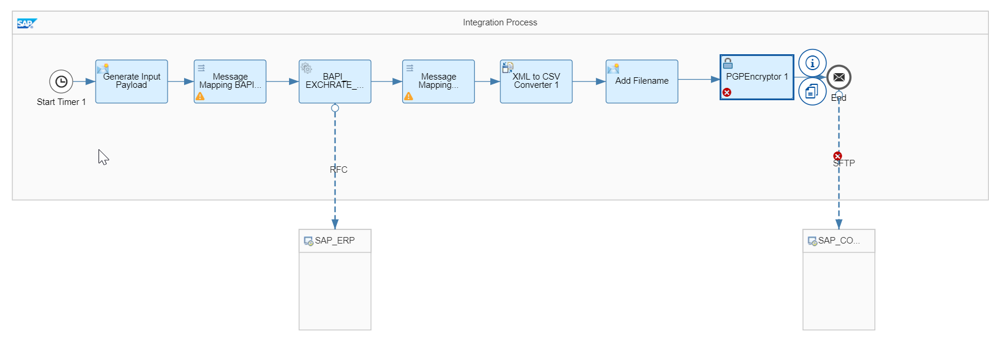 SAP
Integration Process
Start Timer 1
Generate Input
Payload
Message
Mapping BAPI...
BAPI_
EXCHRATE_...
Message
Mapping...
XML to CSV
Converter 1
Add Filename
PGPEncryptor 1
End
RFC
SFTP
SAP_ERP
SAP_CO...